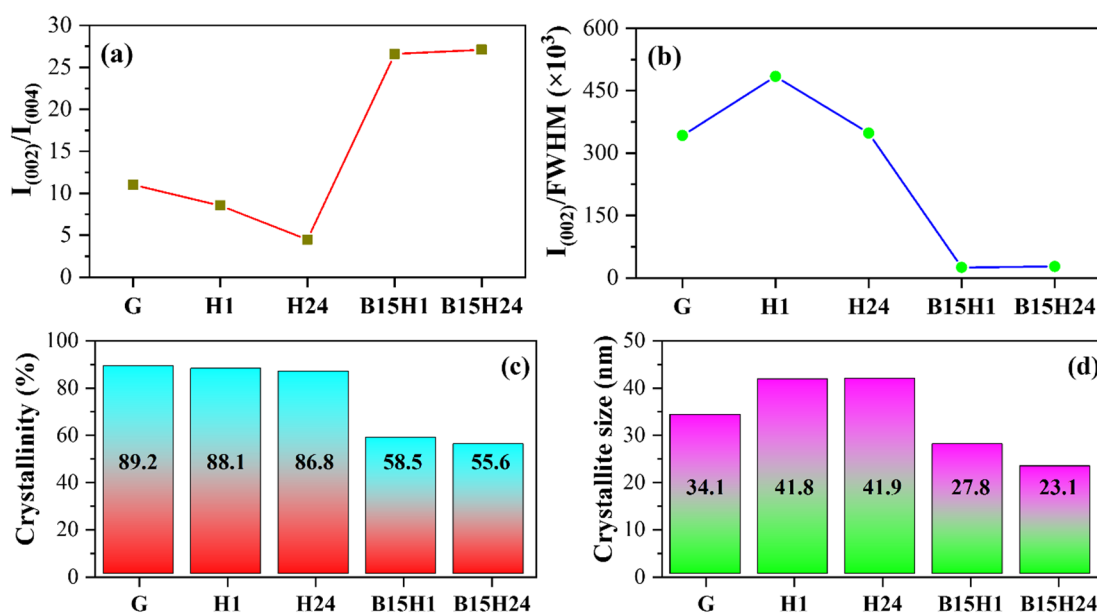 (a)
I(002)/I(004)
30
25
20
15
10
5
0
G H1 H24 B15H1 B15H24
(b)
I(002)/FWHM (×10³)
600
450
300
150
0
G H1 H24 B15H1 B15H24
(c)
Crystallinity (%)
100
80
60
40
20
0
89.2 88.1 86.8 58.5 55.6
G H1 H24 B15H1 B15H24
(d)
Crystallite size (nm)
50
40
30
20
10
0
34.1 41.8 41.9 27.8 23.1
G H1 H24 B15H1 B15H24